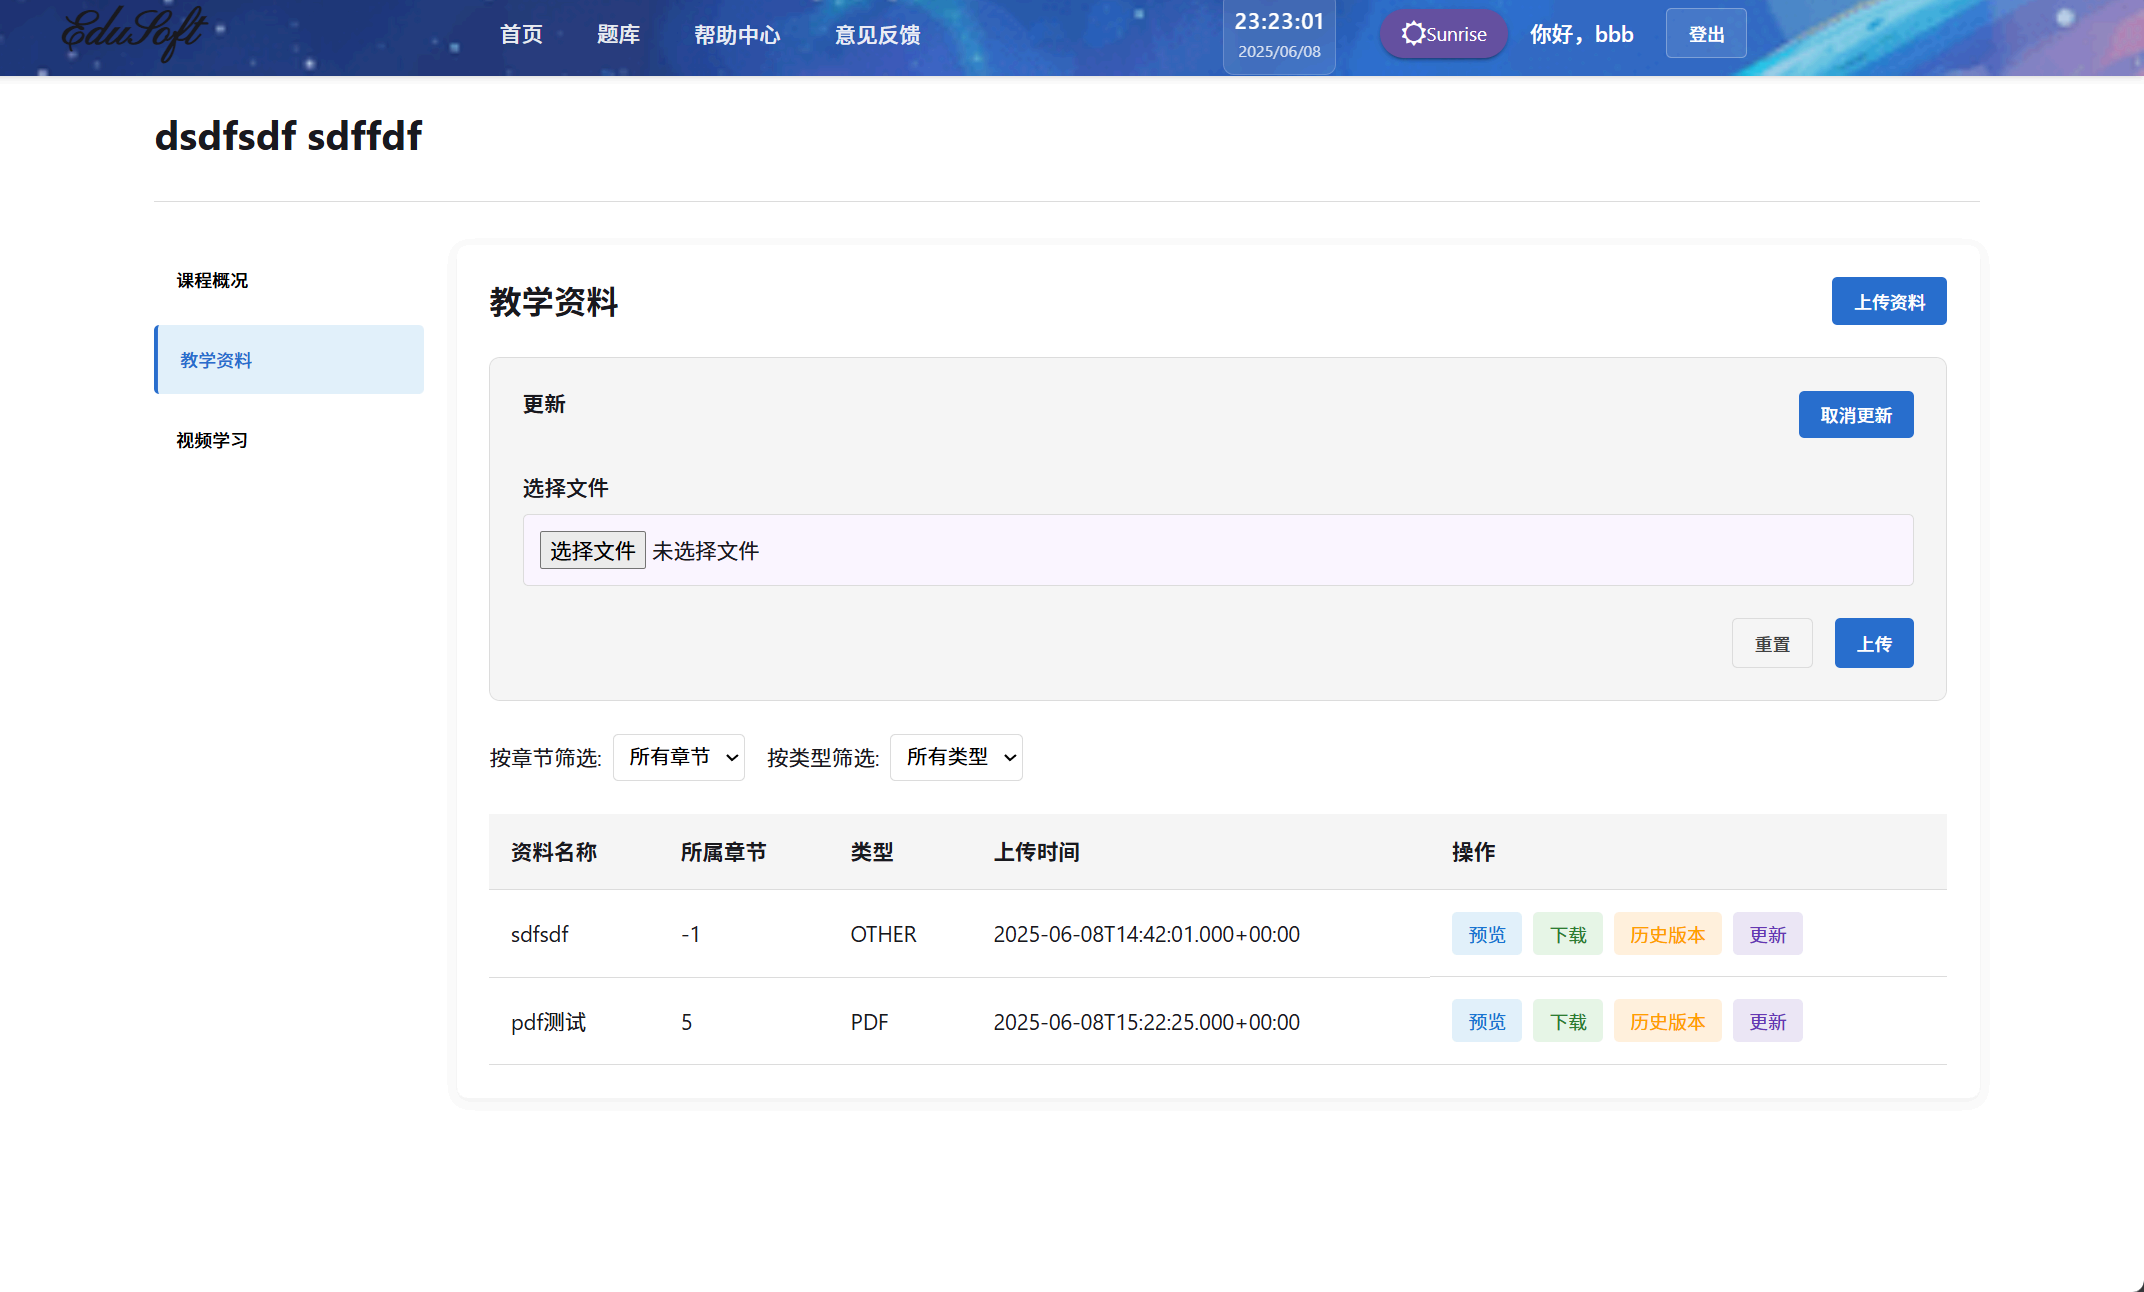 EduSoft
首页 题库 帮助中心 意见反馈
23:23:01
2025/06/08
Sunrise 你好，bbb 登出
dsdfsdf sdffdf
课程概况
教学资料
视频学习
教学资料 上传资料
更新 取消更新
选择文件
选择文件 未选择文件
重置 上传
按章节筛选: 所有章节 按类型筛选: 所有类型
资料名称 所属章节 类型 上传时间 操作
sdfsdf -1 OTHER 2025-06-08T14:42:01.000+00:00 预览 下载 历史版本 更新
pdf测试 5 PDF 2025-06-08T15:22:25.000+00:00 预览 下载 历史版本 更新